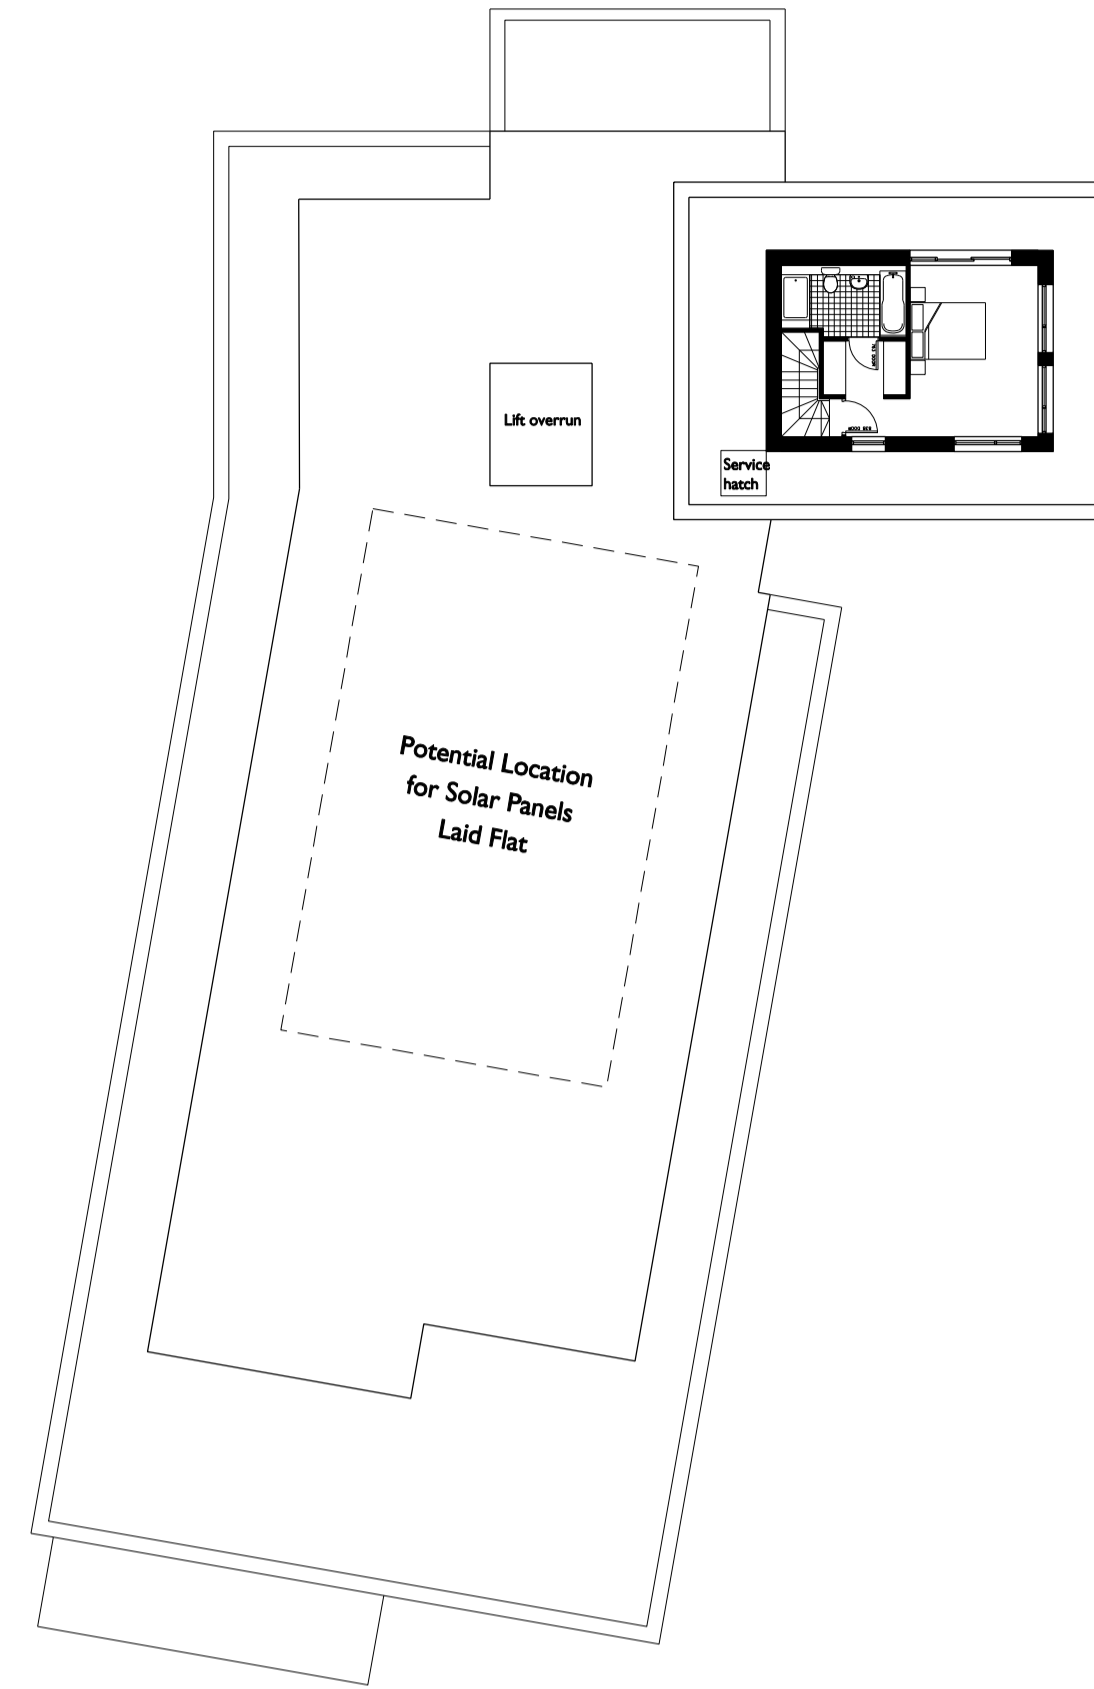 Lift overrun
Service
hatch
Potential Location
for Solar Panels
Laid Flat